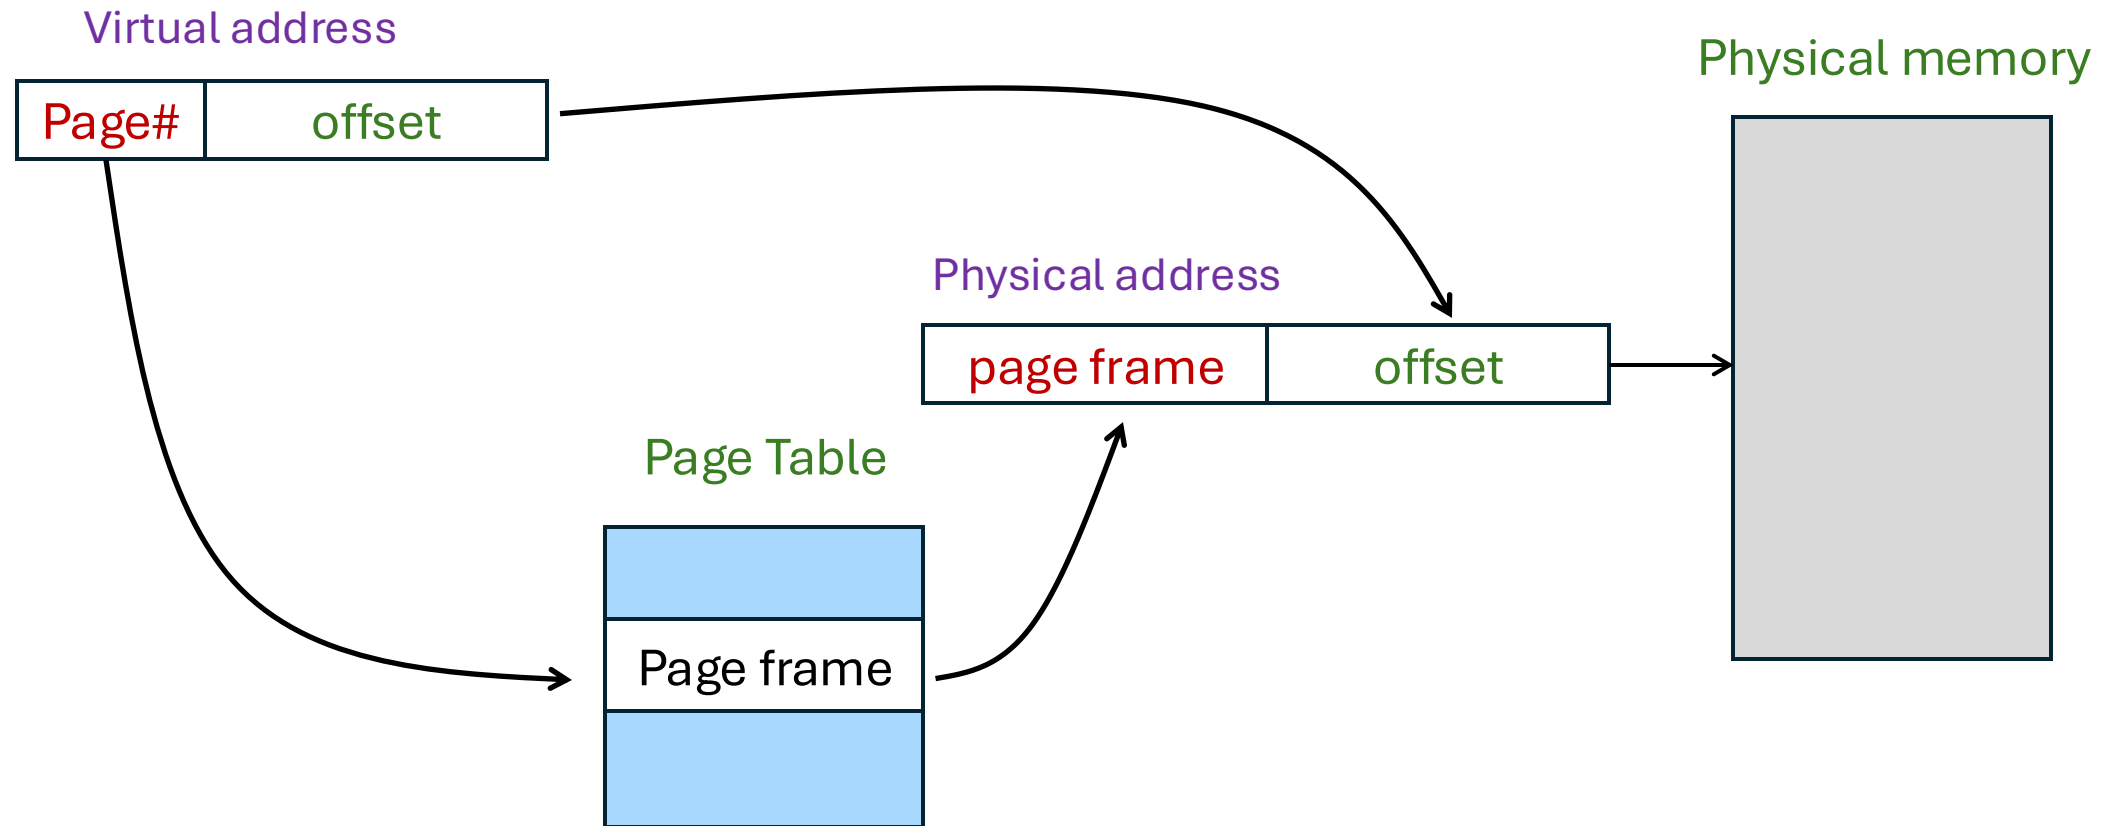 Virtual address
Physical memory
Page# offset
Physical address
page frame offset
Page Table
Page frame